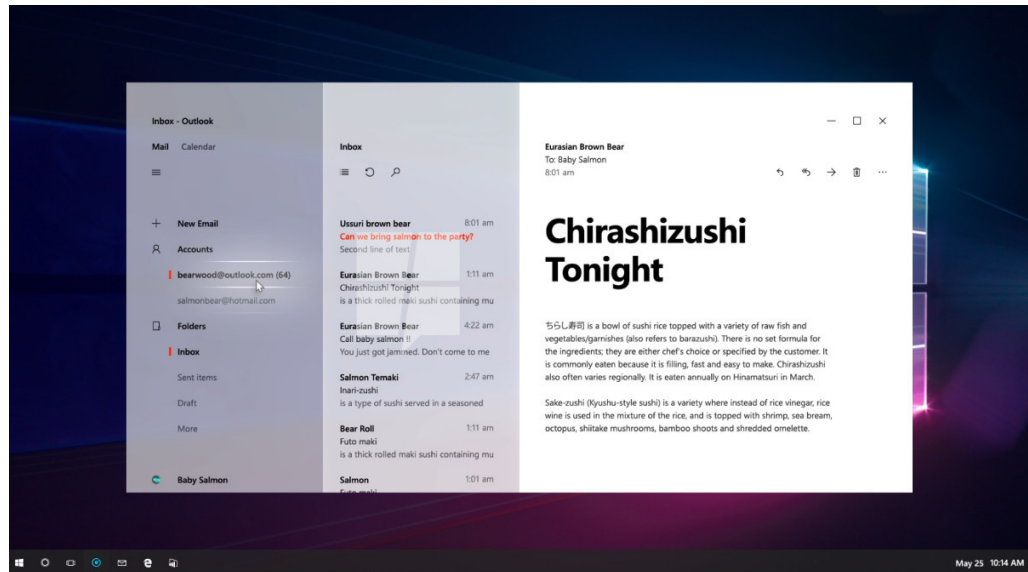 Inbox - Outlook
Mail Calendar
New Email
Accounts
bearwood@outlook.com (64)
salmonbear@hotmail.com
Folders
Inbox
Sent items
Draft
More
Baby Salmon
Inbox
Ussuri brown bear 8:01 am
Can we bring salmon to the party?
Second line of text
Eurasian Brown Bear 1:11 am
Chirashizushi Tonight
is a thick rolled maki sushi containing mu
Eurasian Brown Bear 4:22 am
Call baby salmon !!
You just got jammed. Don't come to me
Salmon Temaki 2:47 am
Inari-zushi
is a type of sushi served in a seasoned
Bear Roll 1:11 am
Futo maki
is a thick rolled maki sushi containing mu
Salmon 1:01 am
Futo maki
Eurasian Brown Bear
To: Baby Salmon
8:01 am
Chirashizushi
Tonight
ちらし寿司 is a bowl of sushi rice topped with a variety of raw fish and
vegetables/garnishes (also refers to barazushi). There is no set formula for
the ingredients; they are either chef's choice or specified by the customer. It
is commonly eaten because it is filling, fast and easy to make. Chirashizushi
also often varies regionally. It is eaten annually on Hinamatsuri in March.
Sake-zushi (Kyushu-style sushi) is a variety where instead of rice vinegar, rice
wine is used in the mixture of the rice, and is topped with shrimp, sea bream,
octopus, shiitake mushrooms, bamboo shoots and shredded omelette.
May 25 10:14 AM